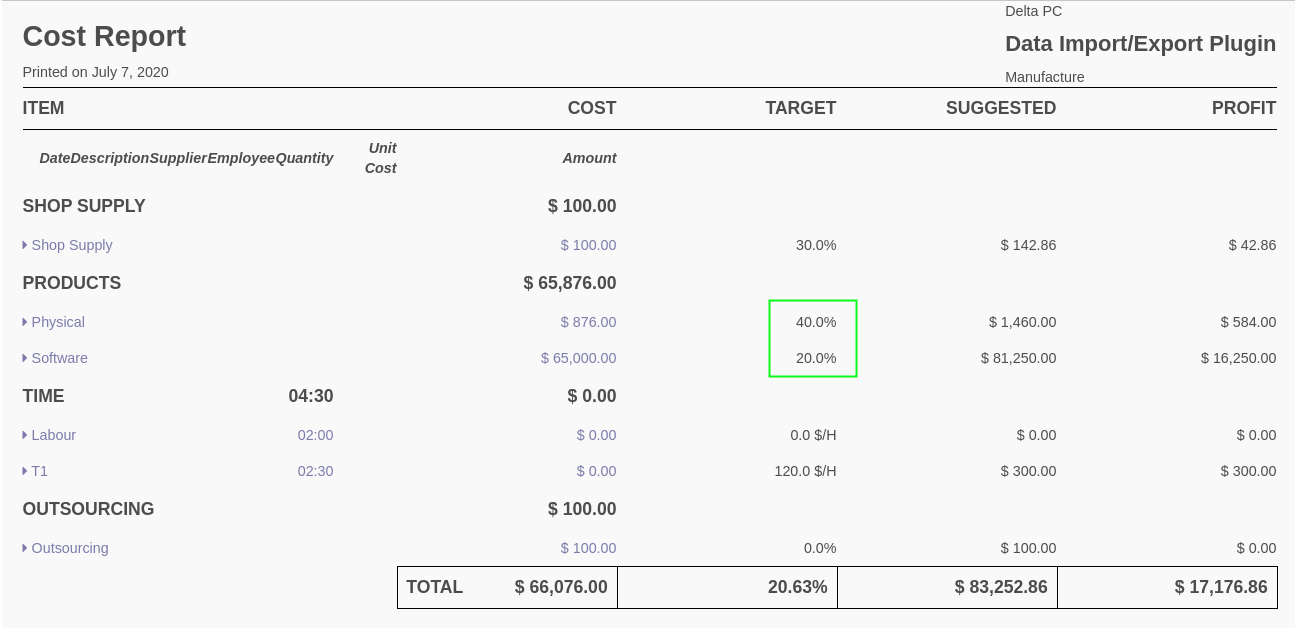 Delta PC
Cost Report
Data Import/Export Plugin
Printed on July 7, 2020
Manufacture
ITEM COST TARGET SUGGESTED PROFIT
DateDescriptionSupplierEmployeeQuantity Unit Cost Amount
SHOP SUPPLY $ 100.00
Shop Supply $ 100.00 30.0% $ 142.86 $ 42.86
PRODUCTS $ 65,876.00
Physical $ 876.00 40.0% $ 1,460.00 $ 584.00
Software $ 65,000.00 20.0% $ 81,250.00 $ 16,250.00
TIME 04:30 $ 0.00
Labour 02:00 $ 0.00 0.0 $/H $ 0.00 $ 0.00
T1 02:30 $ 0.00 120.0 $/H $ 300.00 $ 300.00
OUTSOURCING $ 100.00
Outsourcing $ 100.00 0.0% $ 100.00 $ 0.00
TOTAL $ 66,076.00 20.63% $ 83,252.86 $ 17,176.86